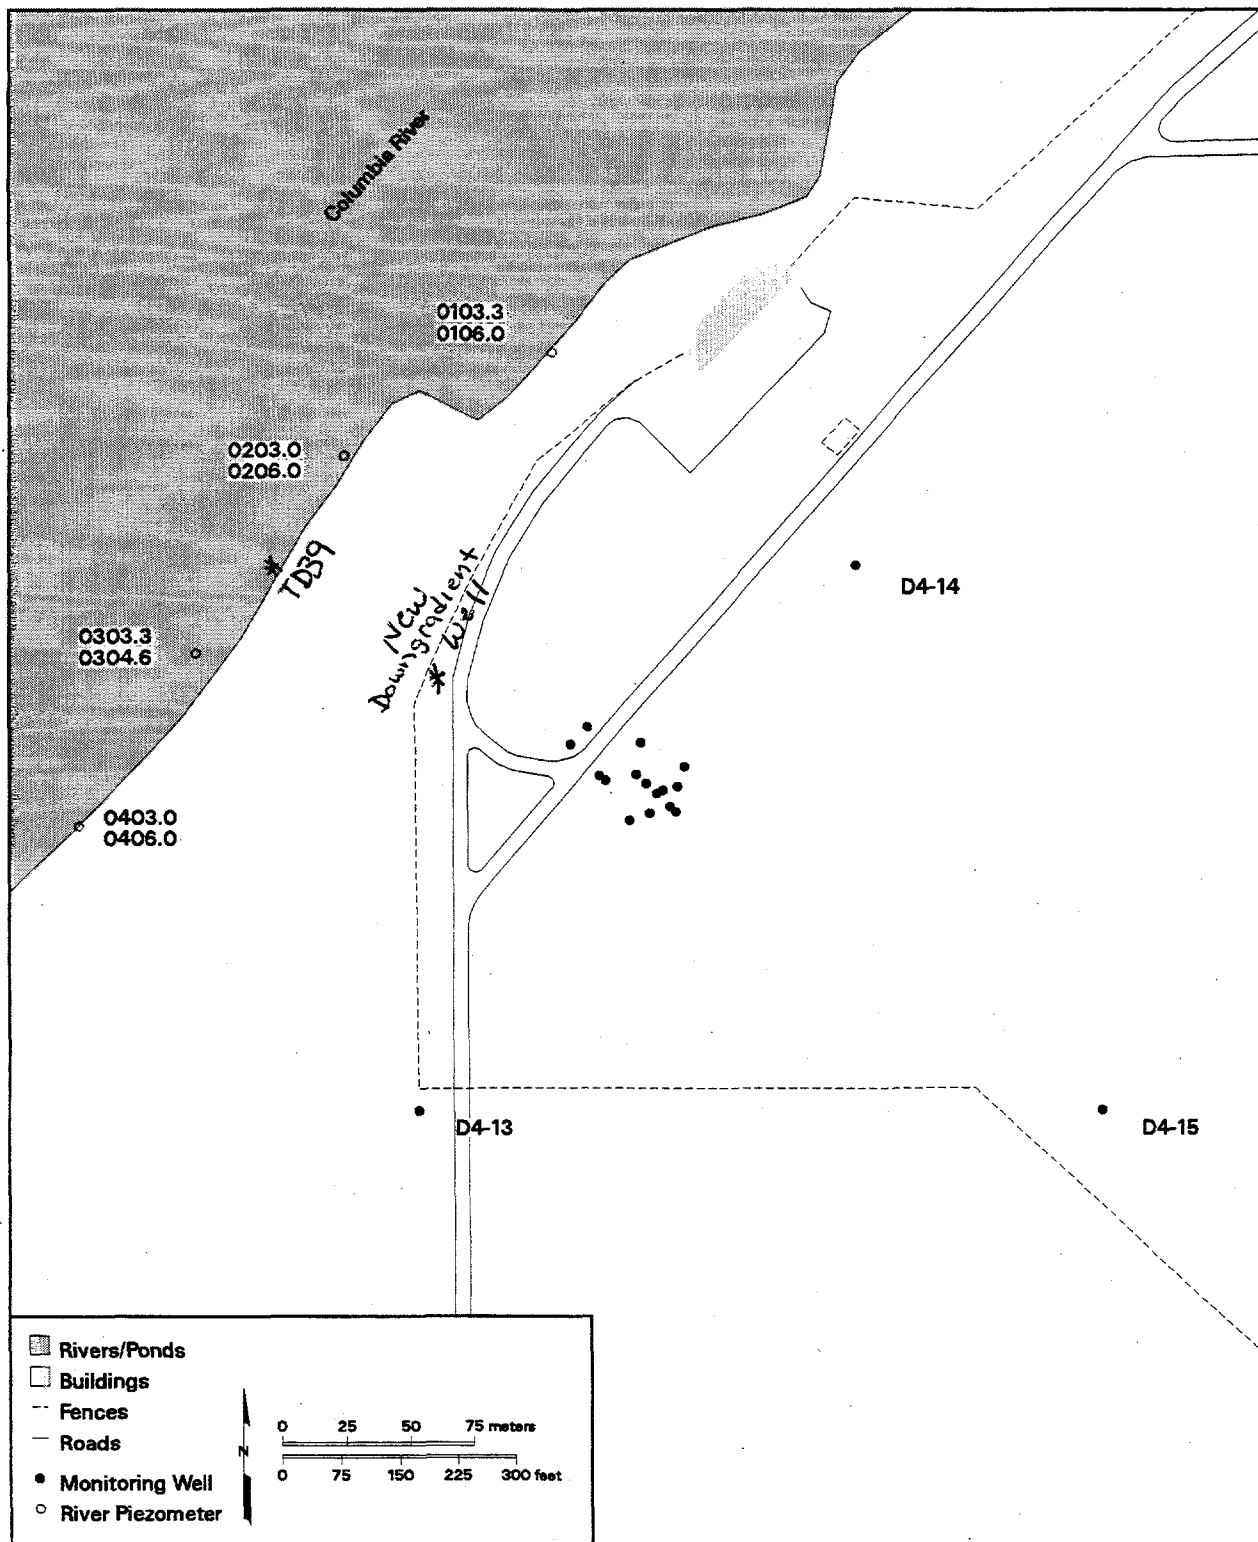 Columbia River
0103.3
0106.0
0203.0
0206.0
TD39
New
Downgradient
Well
D4-14
0303.3
0304.6
0403.0
0406.0
D4-13
D4-15
Rivers/Ponds
Buildings
Fences
Roads
Monitoring Well
River Piezometer
N
0 25 50 75 meters
0 75 150 225 300 feet